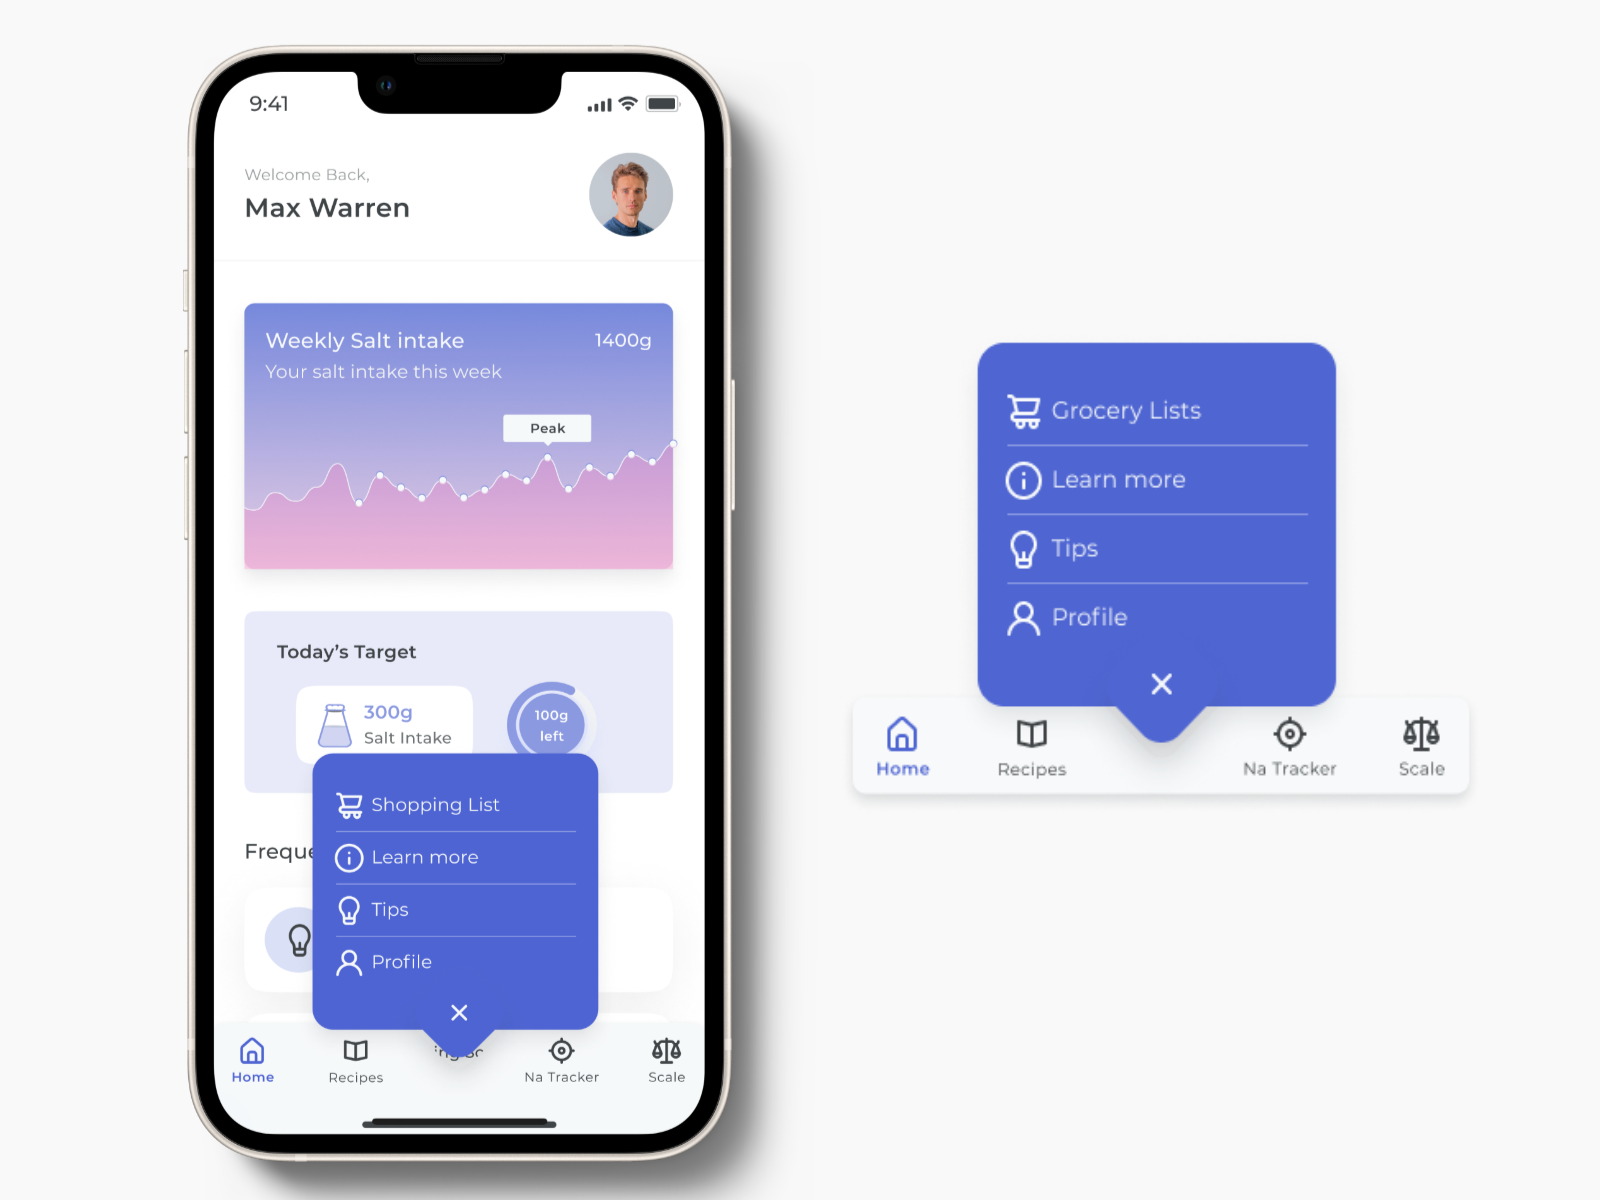 9:41
Welcome Back,
Max Warren
Weekly Salt intake
1400g
Your salt intake this week
Peak
Today's Target
300g
Salt Intake
100g
left
Shopping List
Learn more
Tips
Profile
Home
Recipes
Na Tracker
Scale
Grocery Lists
Learn more
Tips
Profile
Home
Recipes
Na Tracker
Scale